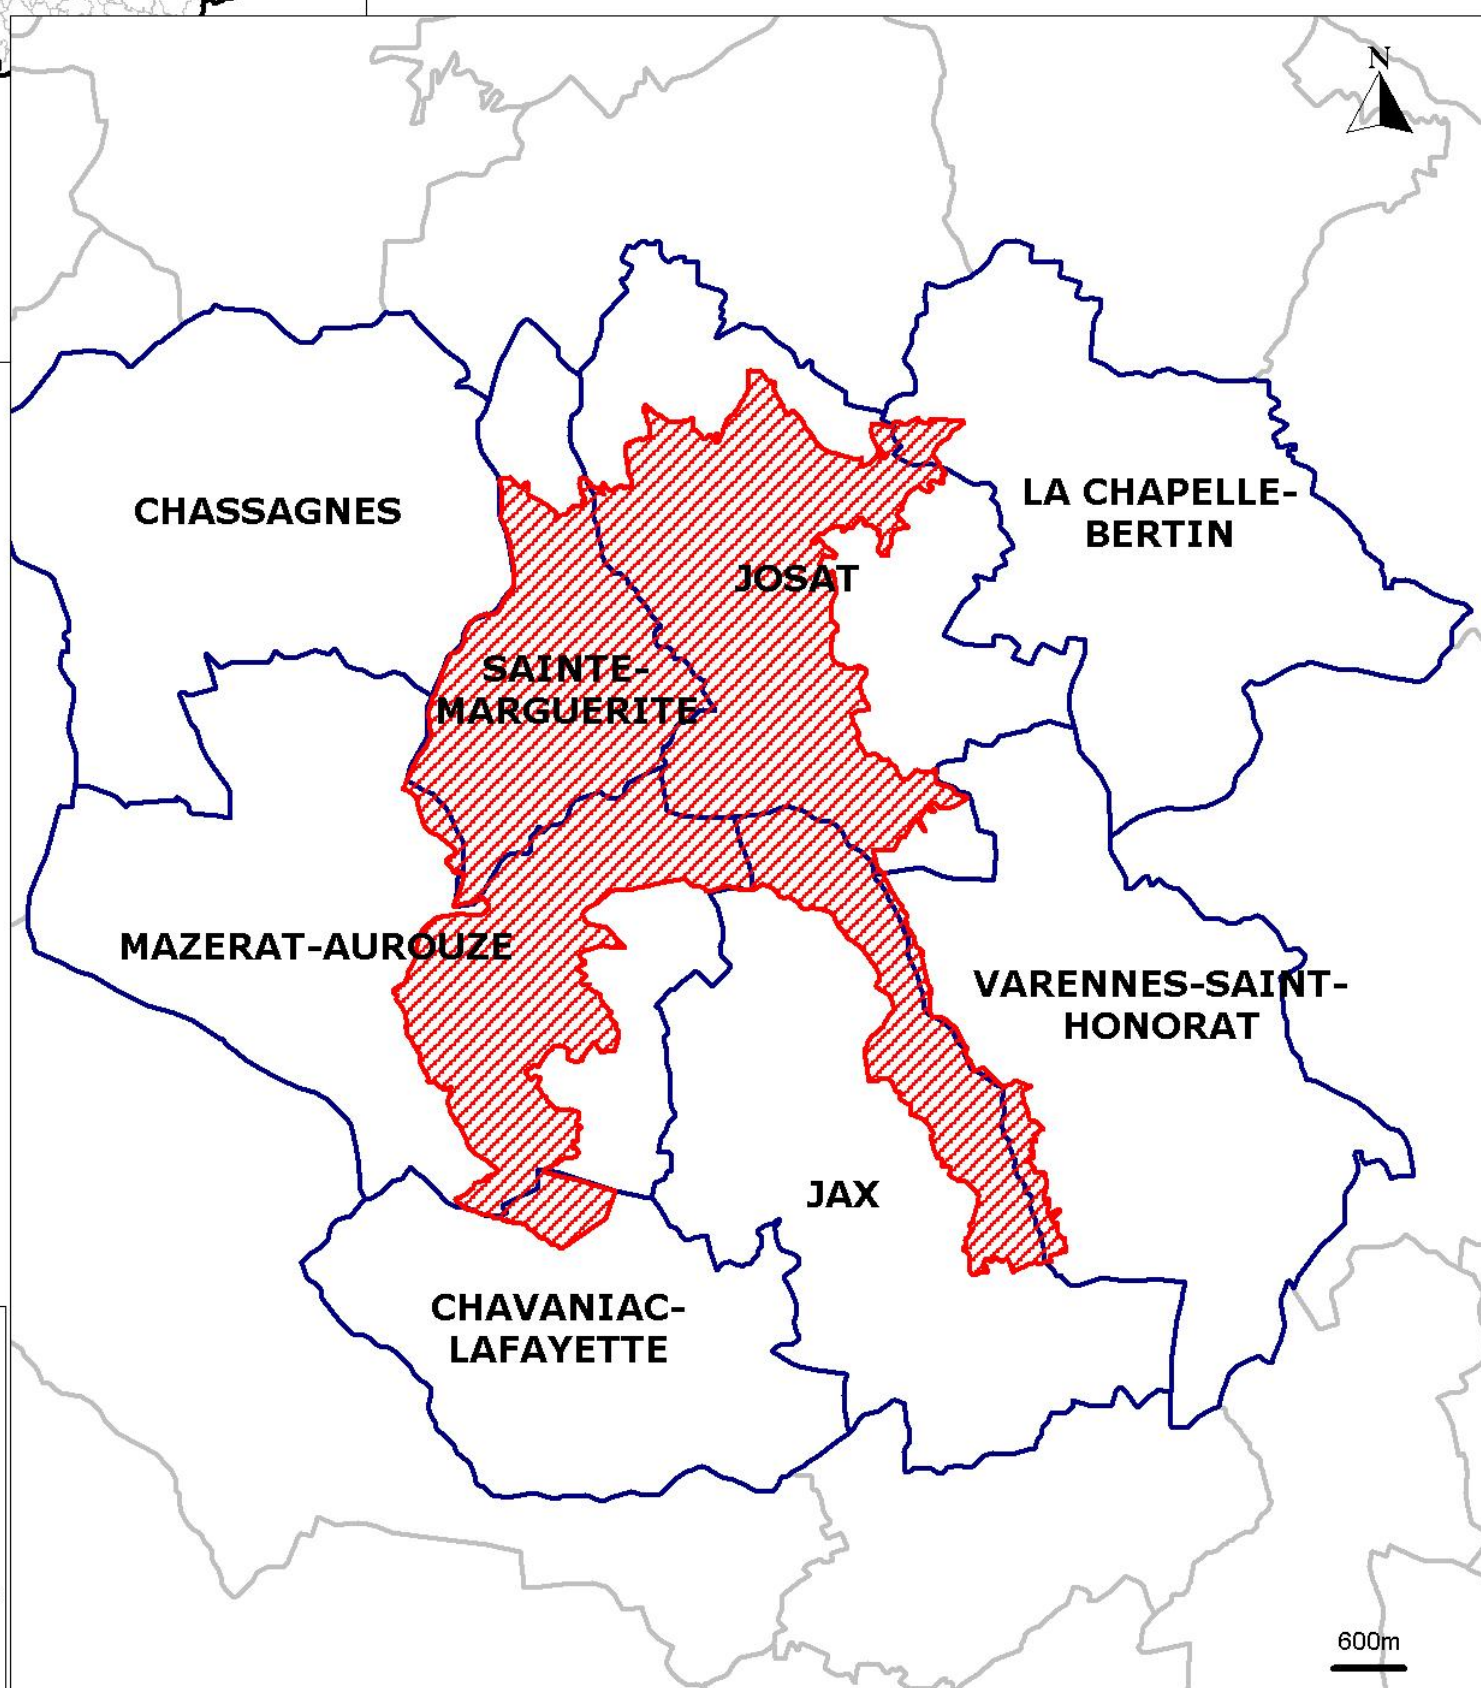 N
CHASSAGNES
LA CHAPELLE-
BERTIN
JOSAT
SAINTE-
MARGUERITE
MAZERAT-AUROUZE
VARENNES-SAINT-
HONORAT
JAX
CHAVANIAC-
LAFAYETTE
600m